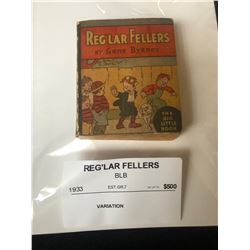 REG'LAR FELLERS
BY Gene Byrnes
THE
BIG
LITTLE
BOOK
REG'LAR FELLERS
BLB
1933
EST. GR.7
$500
VARIATION